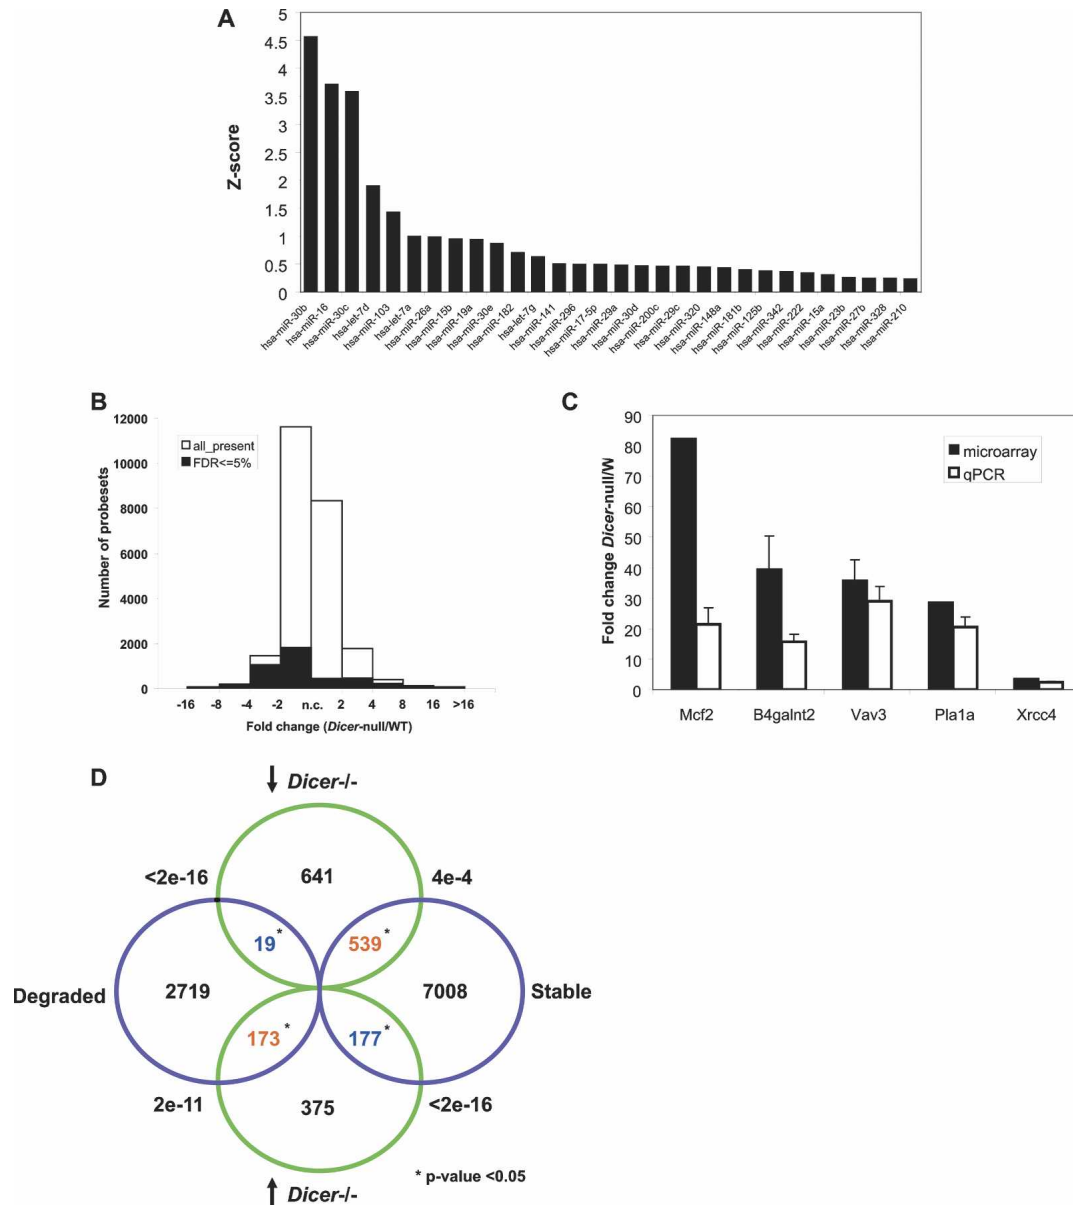 A
5
4.5
4
3.5
3
2.5
2
1.5
1
0.5
0
Z-score
hsa-miR-30b
hsa-miR-16
hsa-miR-30c
hsa-let-7d
hsa-miR-103
hsa-let-7a
hsa-miR-26a
hsa-miR-15b
hsa-miR-19a
hsa-miR-30e
hsa-miR-182
hsa-let-7g
hsa-miR-141
hsa-miR-296
hsa-miR-17-5p
hsa-miR-29a
hsa-miR-30d
hsa-miR-200c
hsa-miR-29c
hsa-miR-320
hsa-miR-148a
hsa-miR-181b
hsa-miR-125b
hsa-miR-342
hsa-miR-222
hsa-miR-15a
hsa-miR-23b
hsa-miR-27b
hsa-miR-328
hsa-miR-210
B
12000
10000
8000
6000
4000
2000
0
Number of probesets
all_present
FDR<=5%
-16 -8 -4 -2 n.c. 2 4 8 16 >16
Fold change (Dicer-null/WT)
C
90
80
70
60
50
40
30
20
10
0
Fold change Dicer-null/W
microarray
qPCR
Mcf2 B4galnt2 Vav3 Pla1a Xrcc4
D
↓ Dicer-/-
<2e-16 641 4e-4
19* 539*
Degraded 2719 7008 Stable
173* 177*
2e-11 375 <2e-16
* p-value <0.05
↑ Dicer-/-